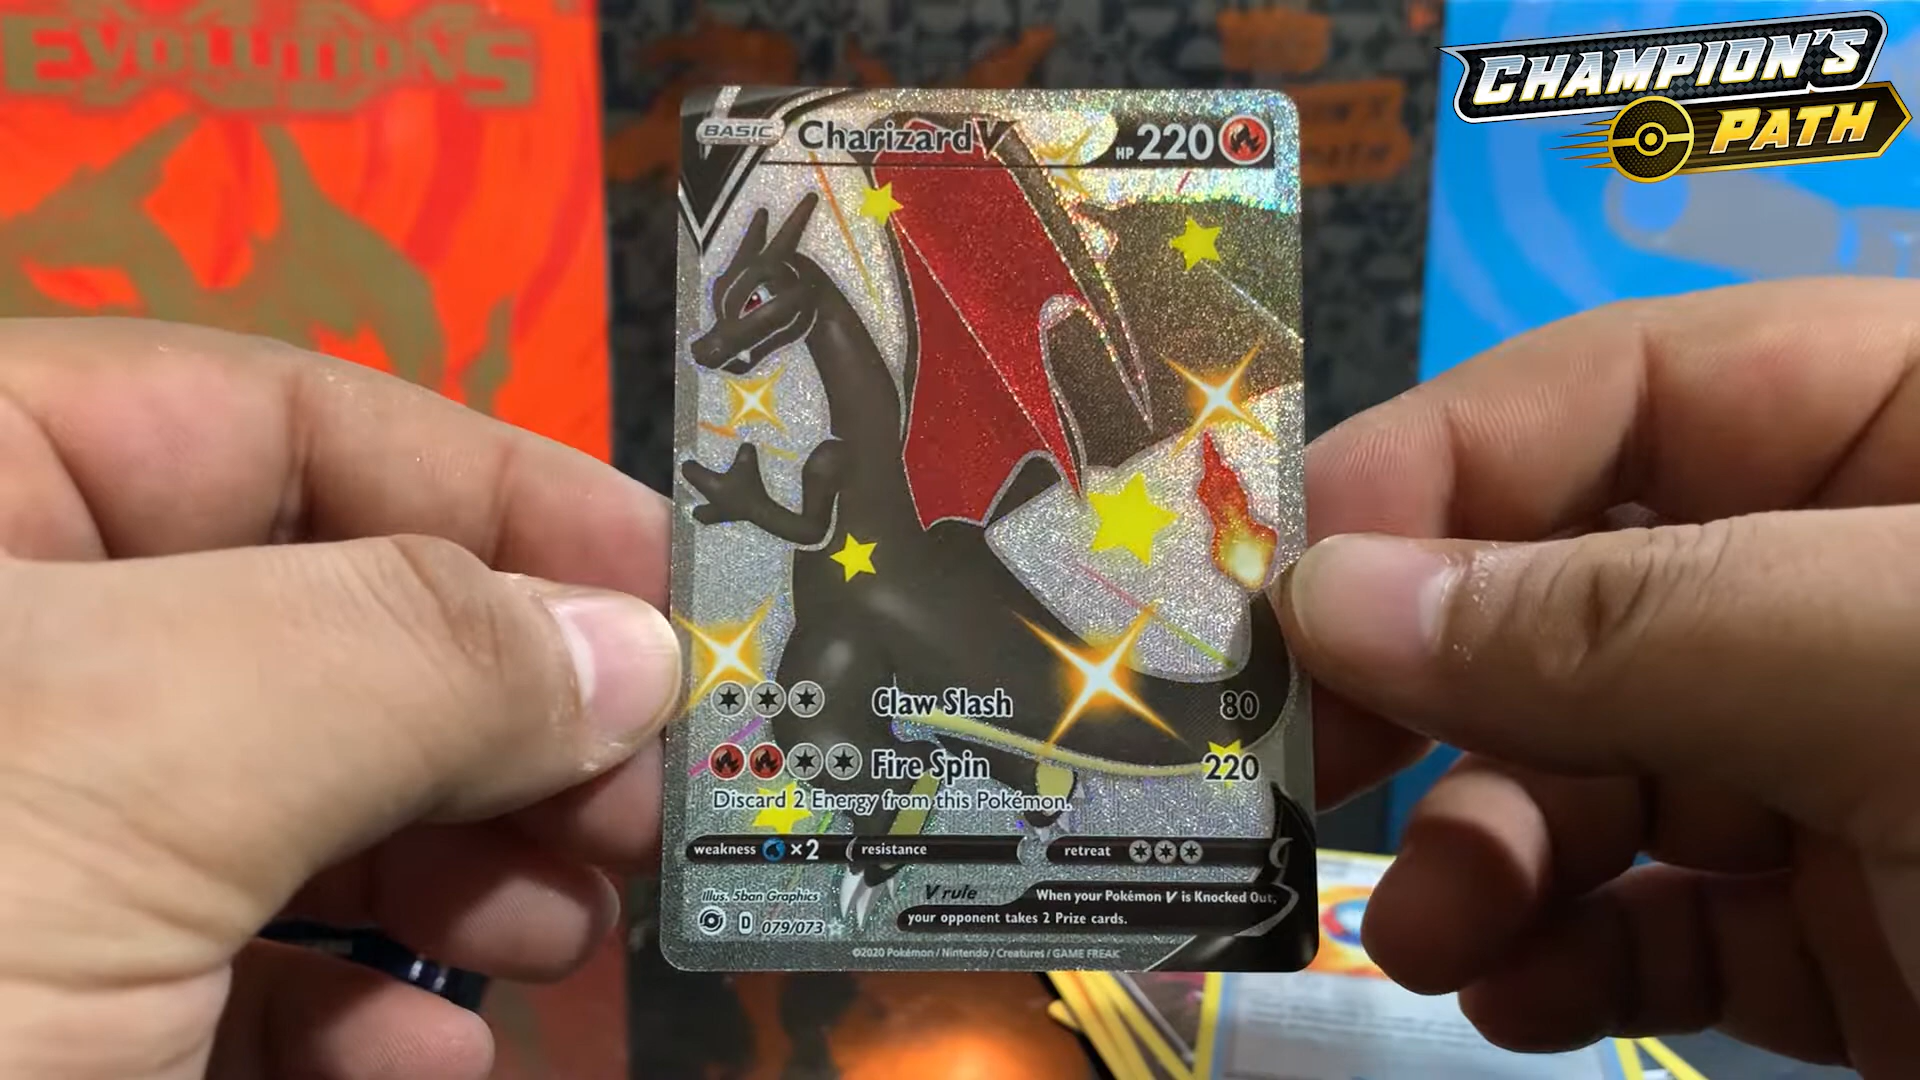 EVOLUTIONS
CHAMPION'S
PATH
BASIC
Charizard V
HP 220
Claw Slash 80
Fire Spin 220
Discard 2 Energy from this Pokémon.
weakness ×2 resistance retreat
Illus. 5ban Graphics
V rule When your Pokémon V is Knocked Out,
your opponent takes 2 Prize cards.
D 079/073
©2020 Pokémon / Nintendo / Creatures / GAME FREAK